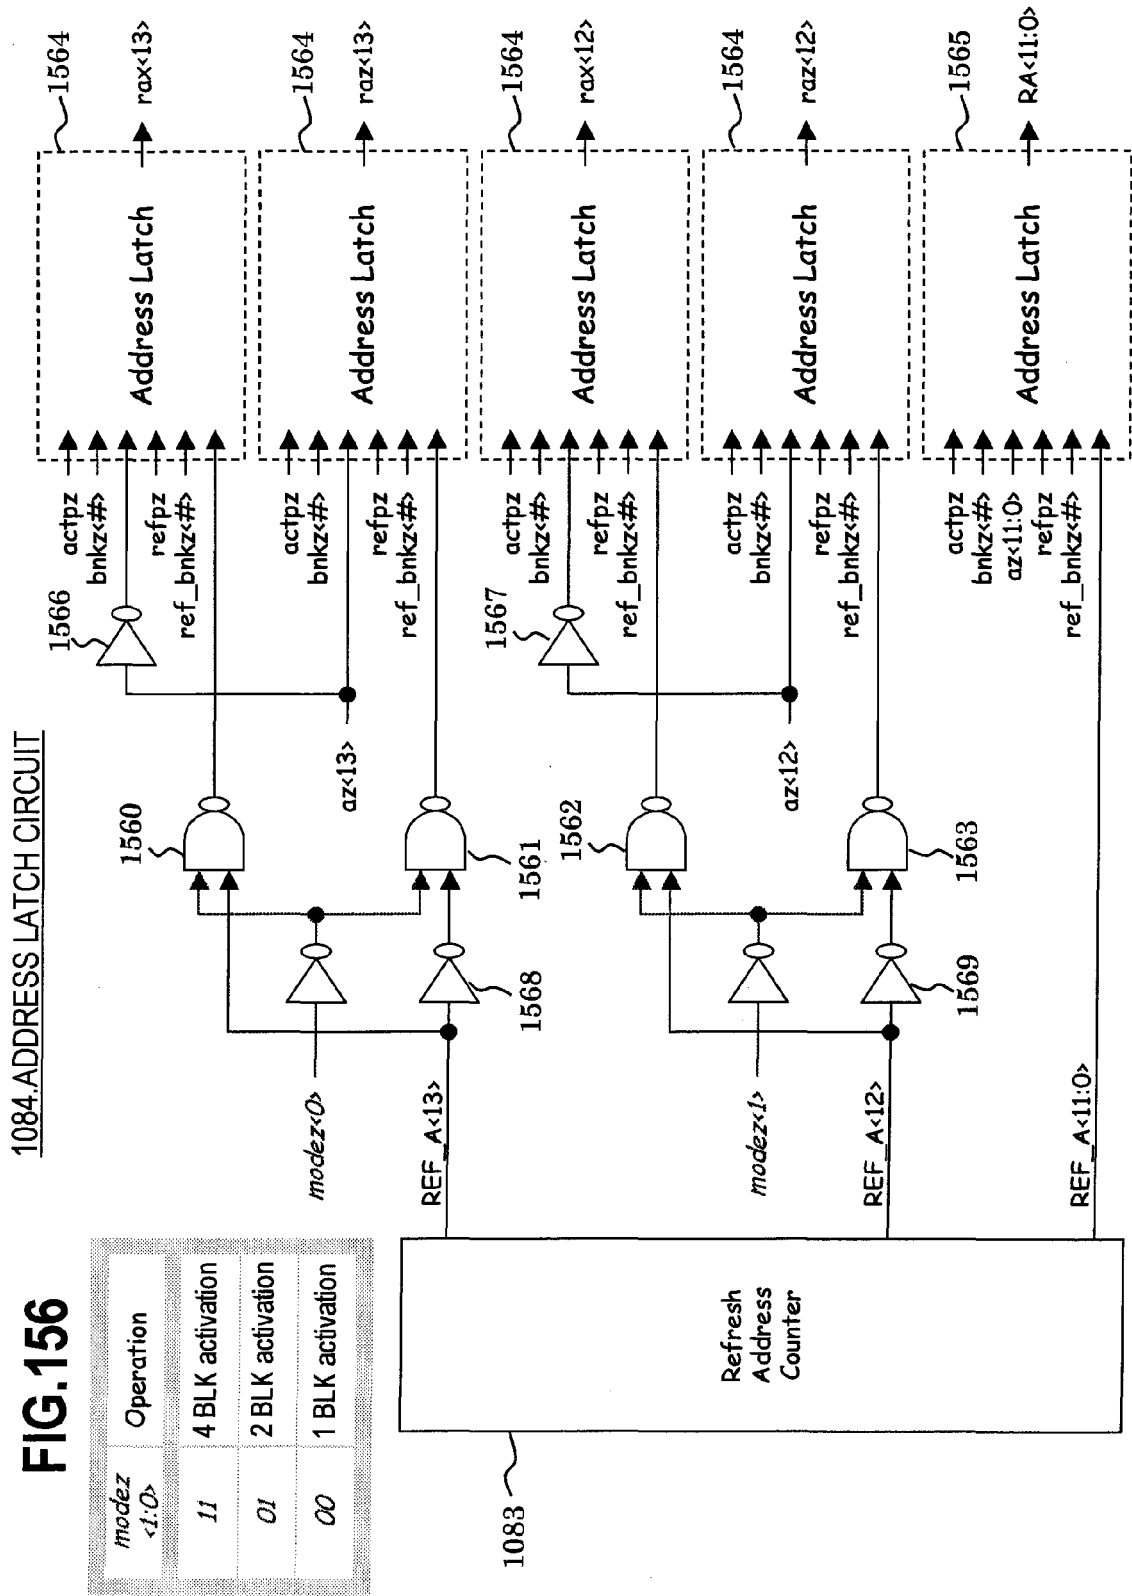 FIG.156
1084.ADDRESS LATCH CIRCUIT
modez
<1:0>
Operation
11
4 BLK activation
01
2 BLK activation
00
1 BLK activation
1083
Refresh
Address
Counter
modez<0>
REF_A<13>
modez<1>
REF_A<12>
REF_A<11:0>
1560
1568
1561
1562
1569
1563
az<13>
az<12>
1566
1567
actpz
bnkz<#>
refpz
ref_bnkz<#>
Address Latch
1564
rax<13>
actpz
bnkz<#>
refpz
ref_bnkz<#>
Address Latch
1564
raz<13>
actpz
bnkz<#>
refpz
ref_bnkz<#>
Address Latch
1564
rax<12>
actpz
bnkz<#>
refpz
ref_bnkz<#>
Address Latch
1564
raz<12>
actpz
bnkz<#>
az<11:0>
refpz
ref_bnkz<#>
Address Latch
1565
RA<11:0>